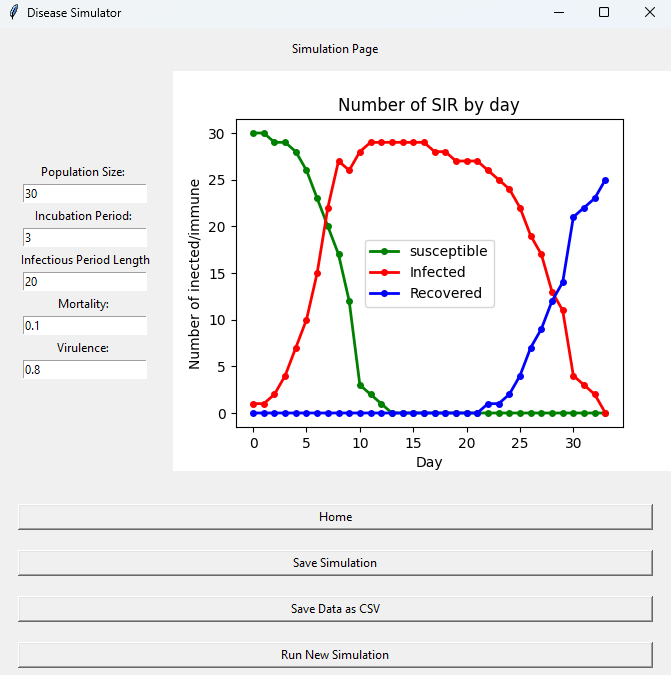 Disease Simulator
Simulation Page
Population Size:
30
Incubation Period:
3
Infectious Period Length
20
Mortality:
0.1
Virulence:
0.8
Number of SIR by day
Number of inected/immune
30
25
20
15
10
5
0
susceptible
Infected
Recovered
0 5 10 15 20 25 30
Day
Home
Save Simulation
Save Data as CSV
Run New Simulation